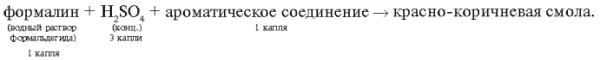 формалин + H₂SO₄ + ароматическое соединение → красно-коричневая смола.
(водный раствор (конц.) 1 капля
формальдегида) 3 капли
1 капля